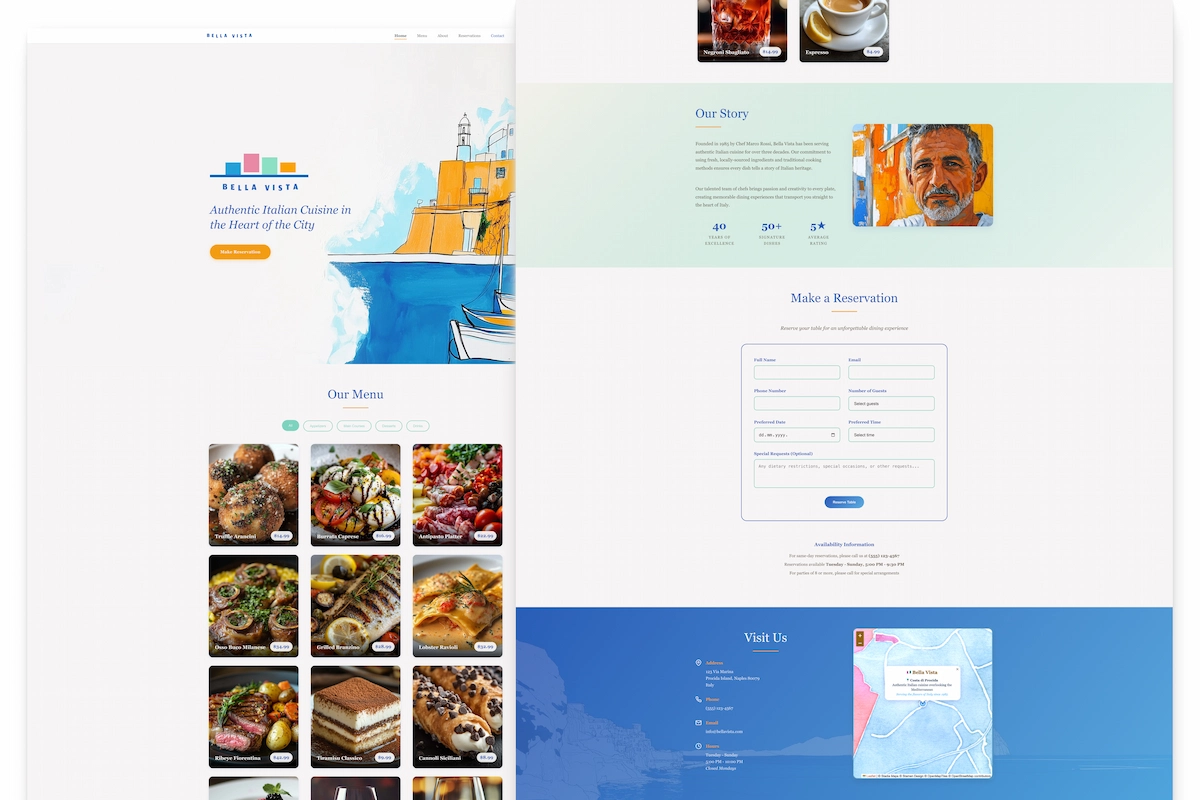 BELLA VISTA
Home Menu About Reservations Contact
BELLA VISTA
Authentic Italian Cuisine in
the Heart of the City
Make Reservation
Our Menu
All
Truffle Arancini $14.99
Burrata Caprese $16.99
Antipasto Platter $22.99
Osso Buco Milanese $34.99
Grilled Branzino $28.99
Lobster Ravioli $32.99
Ribeye Fiorentina $42.99
Tiramisu Classico $9.99
Cannoli Siciliani $8.99
Negroni Sbagliato $14.99
Espresso $4.99
Our Story
Founded in 1985 by Chef Marco Rossi, Bella Vista has been serving
authentic Italian cuisine for over three decades. Our commitment to
using fresh, locally-sourced ingredients and traditional cooking
methods ensures every dish tells a story of Italian heritage.
Our talented team of chefs brings passion and creativity to every plate,
creating memorable dining experiences that transport you straight to
the heart of Italy.
40 50+ 5★
YEARS OF SIGNATURE AVERAGE
EXCELLENCE DISHES RATING
Make a Reservation
Reserve your table for an unforgettable dining experience
Full Name Email
Phone Number Number of Guests
Select guests
Preferred Date Preferred Time
dd.mm.yyyy. Select time
Special Requests (Optional)
Any dietary restrictions, special occasions, or other requests...
Reserve Table
Availability Information
For same-day reservations, please call us at (555) 123-4567
Reservations available Tuesday - Sunday, 5:00 PM - 9:30 PM
For parties of 8 or more, please call for special arrangements
Visit Us
Address
123 Via Marina
Procida Island, Naples 80079
Italy
Phone
(555) 123-4567
Email
info@bellavista.com
Hours
Tuesday - Sunday
5:00 PM - 10:00 PM
Closed Mondays
+
−
Bella Vista
Costa di Procida
Authentic Italian cuisine overlooking the
Mediterranean
Leaflet | © Stadia Maps © Stamen Design © OpenMapTiles © OpenStreetMap contributors